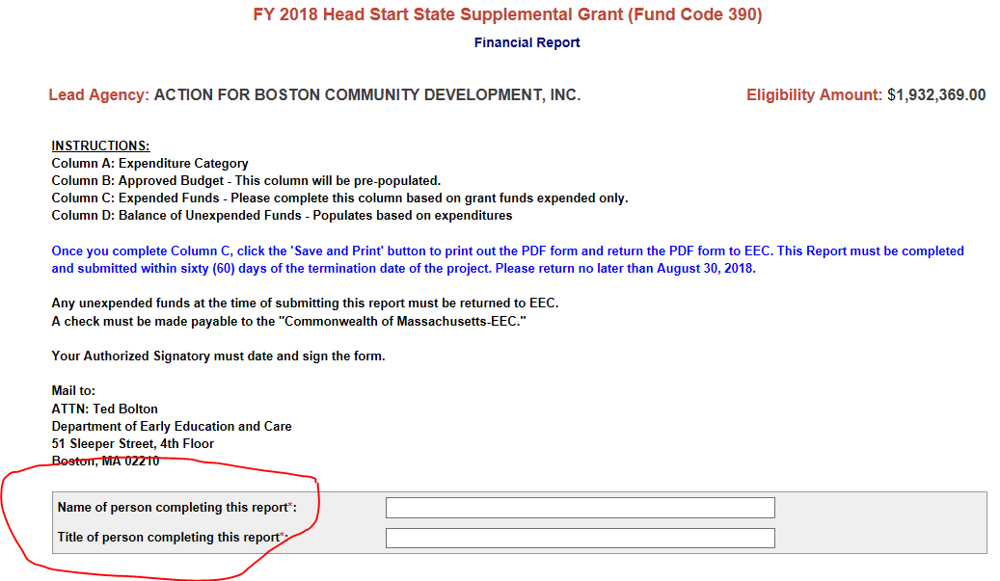 FY 2018 Head Start State Supplemental Grant (Fund Code 390)
Financial Report
Lead Agency: ACTION FOR BOSTON COMMUNITY DEVELOPMENT, INC. Eligibility Amount: $1,932,369.00
INSTRUCTIONS:
Column A: Expenditure Category
Column B: Approved Budget - This column will be pre-populated.
Column C: Expended Funds - Please complete this column based on grant funds expended only.
Column D: Balance of Unexpended Funds - Populates based on expenditures
Once you complete Column C, click the 'Save and Print' button to print out the PDF form and return the PDF form to EEC. This Report must be completed
and submitted within sixty (60) days of the termination date of the project. Please return no later than August 30, 2018.
Any unexpended funds at the time of submitting this report must be returned to EEC.
A check must be made payable to the "Commonwealth of Massachusetts-EEC."
Your Authorized Signatory must date and sign the form.
Mail to:
ATTN: Ted Bolton
Department of Early Education and Care
51 Sleeper Street, 4th Floor
Boston, MA 02210
Name of person completing this report*:
Title of person completing this report*: